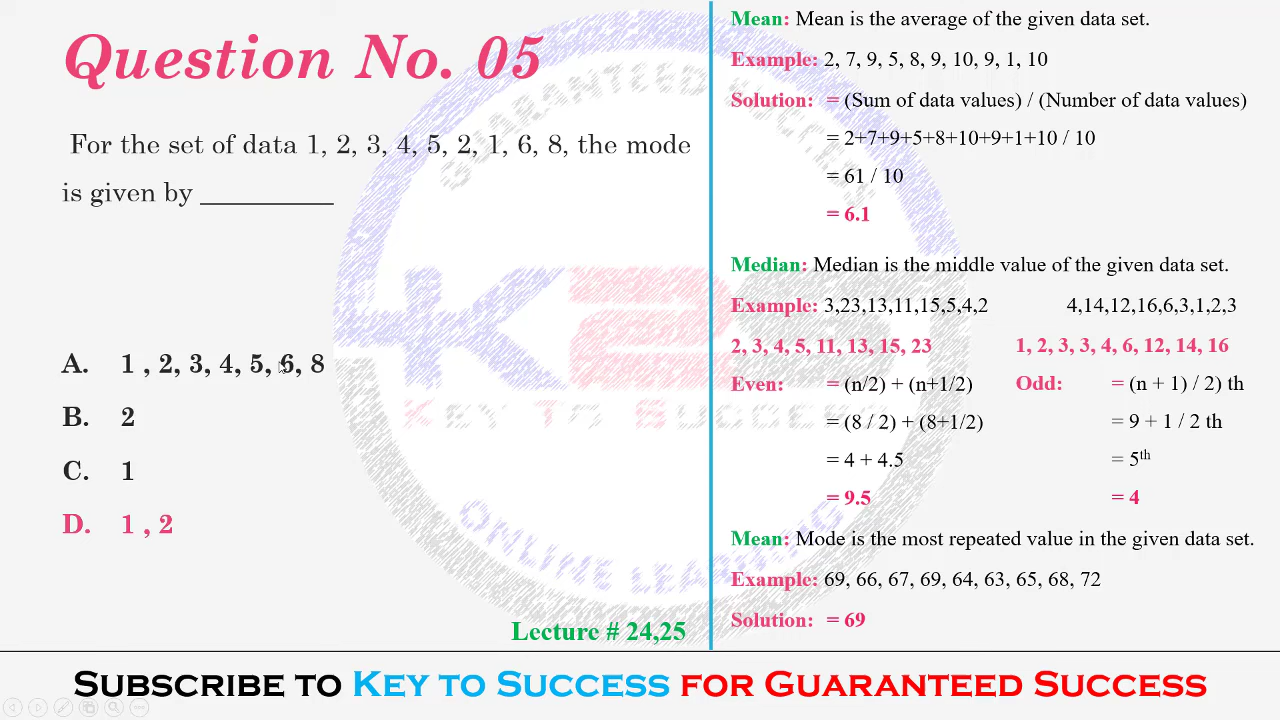 Question No. 05
For the set of data 1, 2, 3, 4, 5, 2, 1, 6, 8, the mode
is given by __________
A. 1 , 2, 3, 4, 5, 6, 8
B. 2
C. 1
D. 1 , 2
Lecture # 24,25
Mean: Mean is the average of the given data set.
Example: 2, 7, 9, 5, 8, 9, 10, 9, 1, 10
Solution: = (Sum of data values) / (Number of data values)
= 2+7+9+5+8+10+9+1+10 / 10
= 61 / 10
= 6.1
Median: Median is the middle value of the given data set.
Example: 3,23,13,11,15,5,4,2 4,14,12,16,6,3,1,2,3
2, 3, 4, 5, 11, 13, 15, 23 1, 2, 3, 3, 4, 6, 12, 14, 16
Even: = (n/2) + (n+1/2) Odd: = (n + 1) / 2) th
= (8 / 2) + (8+1/2) = 9 + 1 / 2 th
= 4 + 4.5 = 5th
= 9.5 = 4
Mean: Mode is the most repeated value in the given data set.
Example: 69, 66, 67, 69, 64, 63, 65, 68, 72
Solution: = 69
GUARANTEED SUCCESS
K2S
KEY TO SUCCESS
ONLINE LEARNING
SUBSCRIBE TO KEY TO SUCCESS FOR GUARANTEED SUCCESS